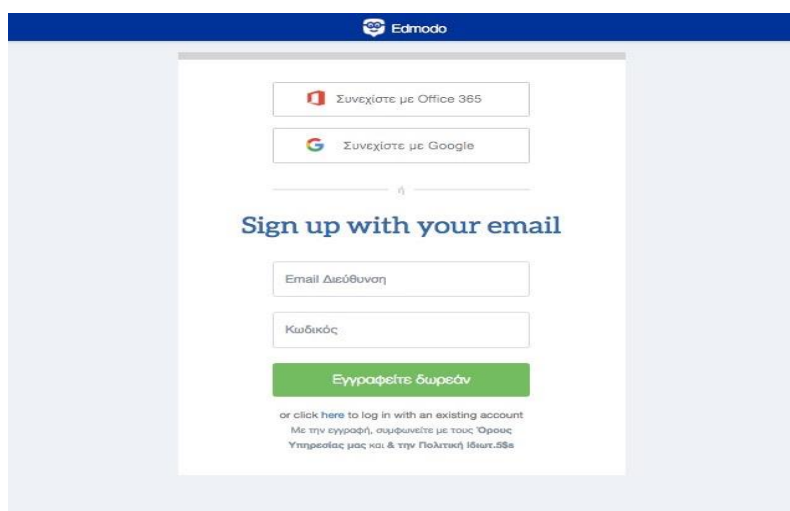 Edmodo
Συνεχίστε με Office 365
Συνεχίστε με Google
ή
Sign up with your email
Email Διεύθυνση
Κωδικός
Εγγραφείτε δωρεάν
or click here to log in with an existing account
Με την εγγραφή, συμφωνείτε με τους Όρους
Υπηρεσίας μας και & την Πολιτική Ιδιωτ.5$s